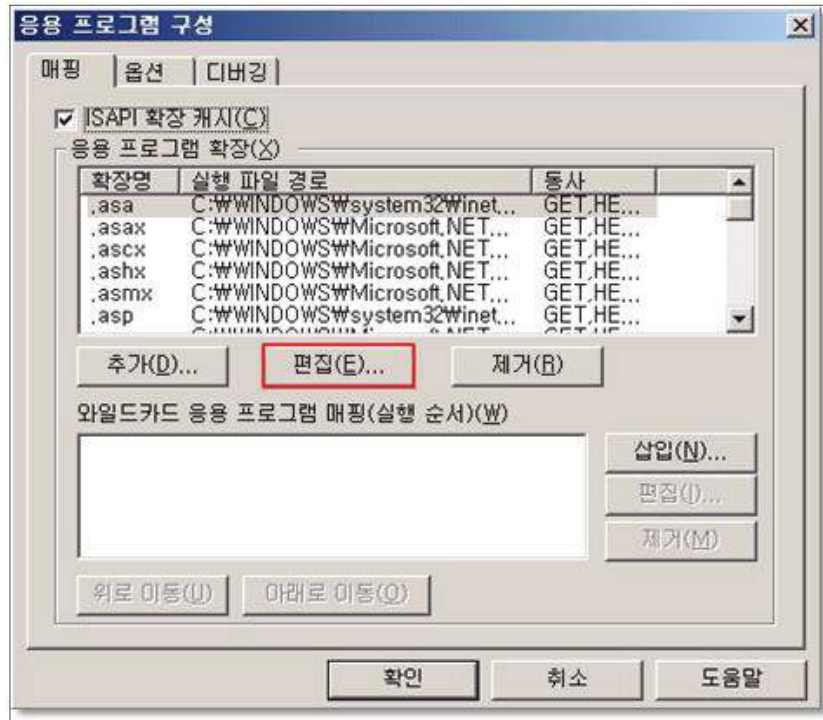 응용 프로그램 구성
매핑 옵션 디버깅
ISAPI 확장 캐시(C)
응용 프로그램 확장(X)
확장명 실행 파일 경로 동사
.asa C:₩WINDOWS₩system32₩inet... GET,HE...
.asax C:₩WINDOWS₩Microsoft.NET... GET,HE...
.ascx C:₩WINDOWS₩Microsoft.NET... GET,HE...
.ashx C:₩WINDOWS₩Microsoft.NET... GET,HE...
.asmx C:₩WINDOWS₩Microsoft.NET... GET,HE...
.asp C:₩WINDOWS₩system32₩inet... GET,HE...
추가(D)... 편집(E)... 제거(R)
와일드카드 응용 프로그램 매핑(실행 순서)(W)
삽입(N)...
편집(I)...
제거(M)
위로 이동(U) 아래로 이동(O)
확인 취소 도움말